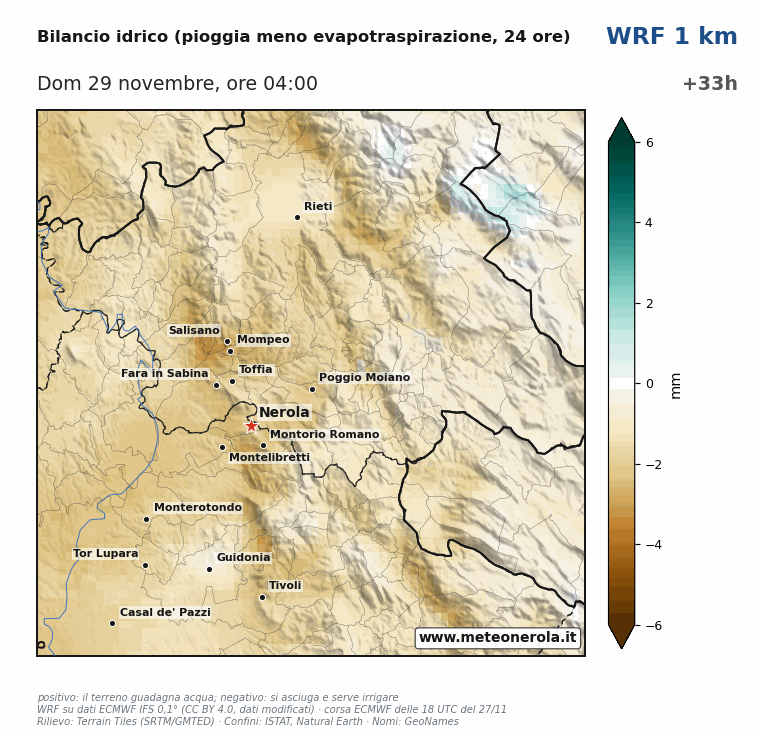 Bilancio idrico (pioggia meno evapotraspirazione, 24 ore)
WRF 1 km
Dom 29 novembre, ore 04:00
+33h
Rieti
Salisano
Mompeo
Toffia
Fara in Sabina
Poggio Moiano
Nerola
Montorio Romano
Montelibretti
Monterotondo
Tor Lupara
Guidonia
Tivoli
Casal de' Pazzi
www.meteonerola.it
6
4
2
0
−2
−4
−6
mm
positivo: il terreno guadagna acqua; negativo: si asciuga e serve irrigare
WRF su dati ECMWF IFS 0,1° (CC BY 4.0, dati modificati) · corsa ECMWF delle 18 UTC del 27/11
Rilievo: Terrain Tiles (SRTM/GMTED) · Confini: ISTAT, Natural Earth · Nomi: GeoNames